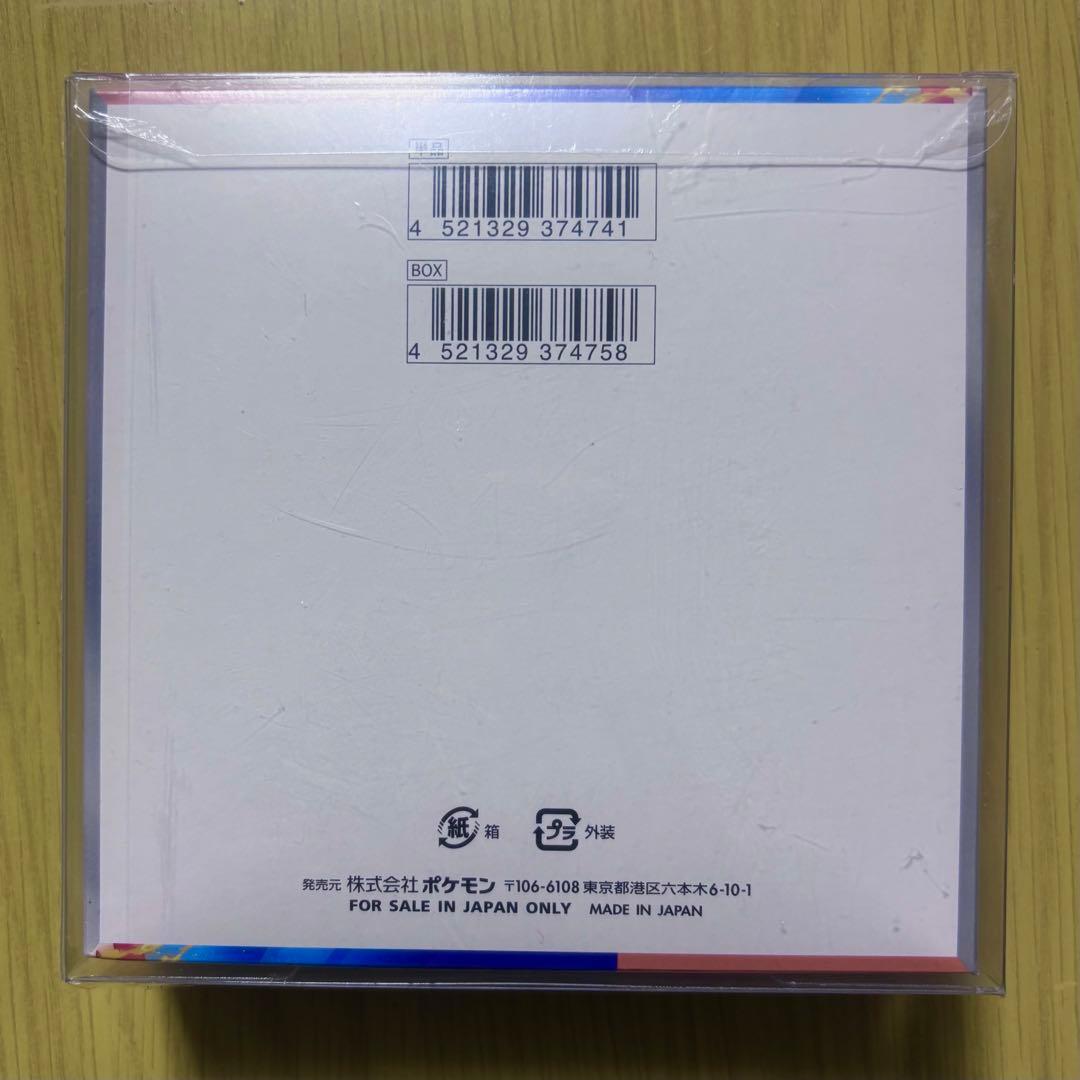 単品
4 521329 374741
BOX
4 521329 374758
紙 箱 プラ 外装
発売元 株式会社ポケモン 〒106-6108 東京都港区六本木6-10-1
FOR SALE IN JAPAN ONLY MADE IN JAPAN